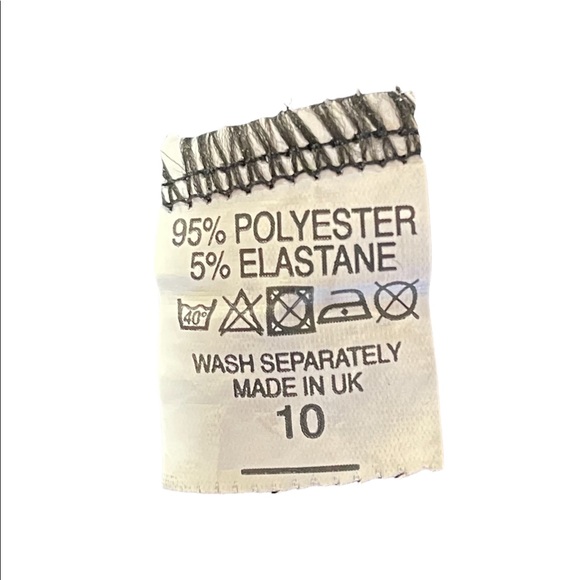 95% POLYESTER
5% ELASTANE
40°
WASH SEPARATELY
MADE IN UK
10